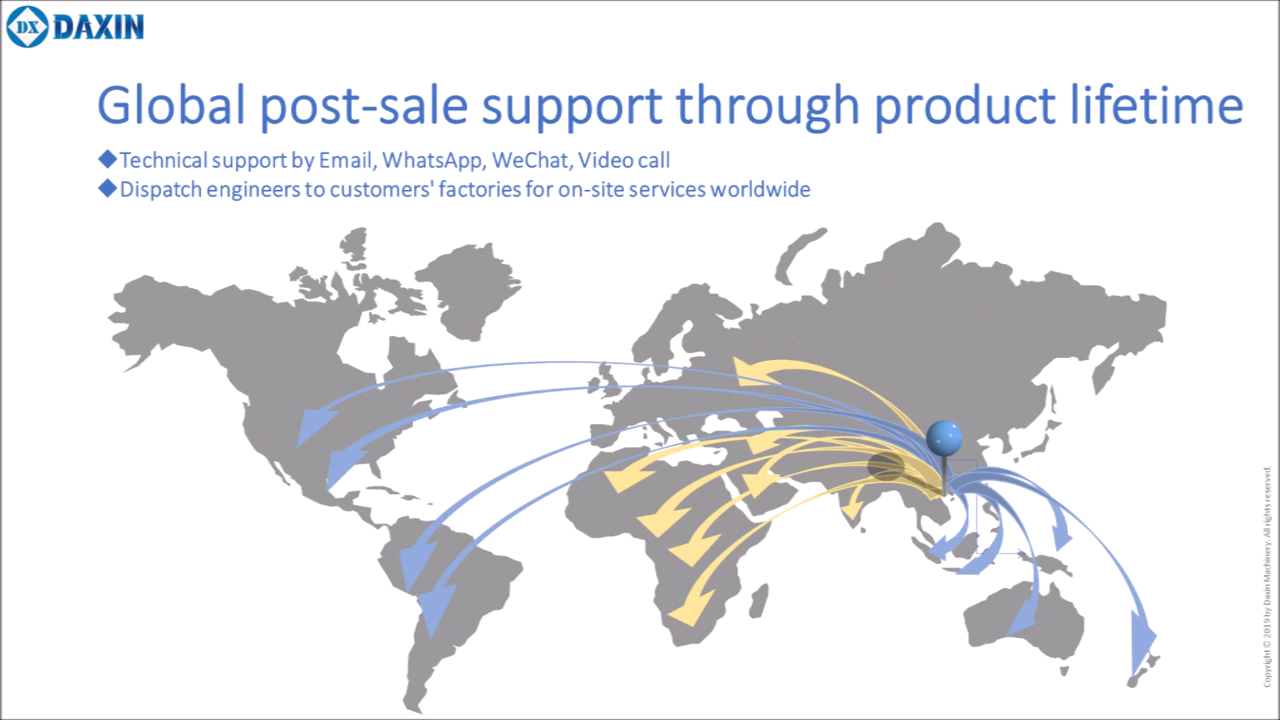 DX DAXIN
Global post-sale support through product lifetime
◆Technical support by Email, WhatsApp, WeChat, Video call
◆Dispatch engineers to customers' factories for on-site services worldwide
Copyright © 2019 by Daxin Machinery. All rights reserved.